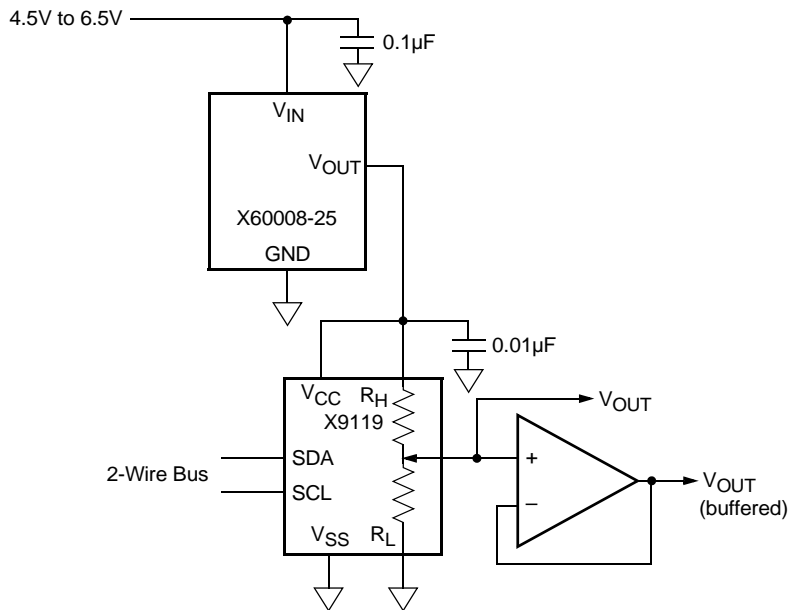 4.5V to 6.5V
0.1µF
VIN
VOUT
X60008-25
GND
0.01µF
VCC RH
X9119
VOUT
2-Wire Bus
SDA
SCL
+
–
VOUT
(buffered)
VSS RL